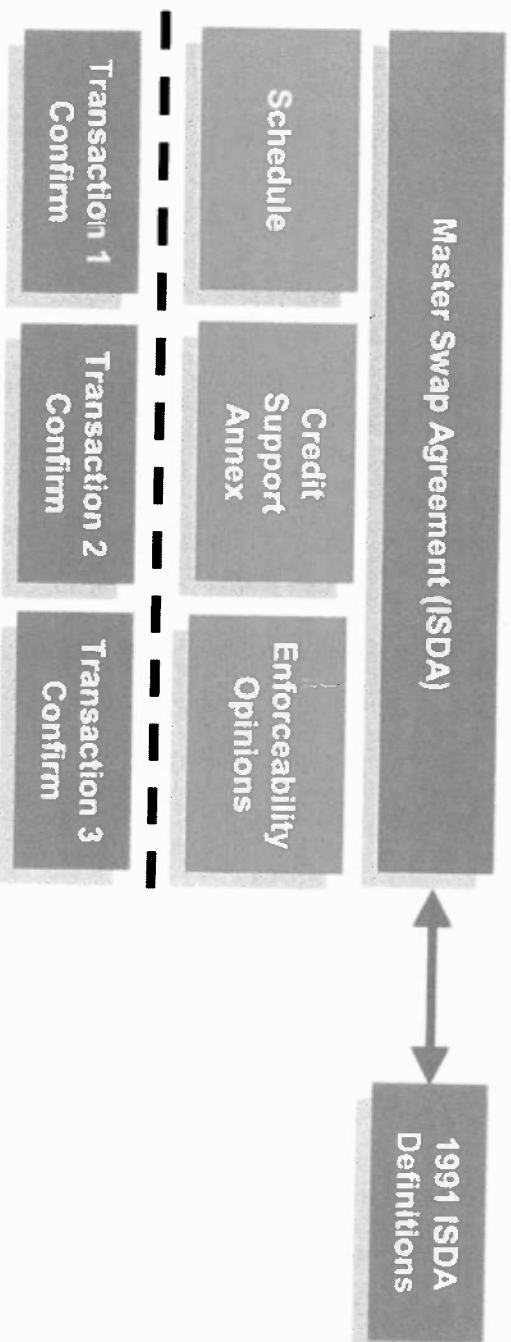 Master Swap Agreement (ISDA)
1991 ISDA
Definitions
Schedule
Credit
Support
Annex
Enforceability
Opinions
Transaction 1
Confirm
Transaction 2
Confirm
Transaction 3
Confirm